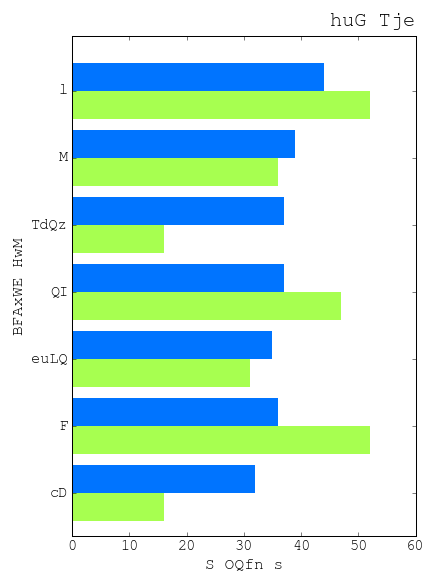 huG Tje
l
M
TdQz
QI
euLQ
F
cD
BFAxWE HwM
0 10 20 30 40 50 60
S OQfn s